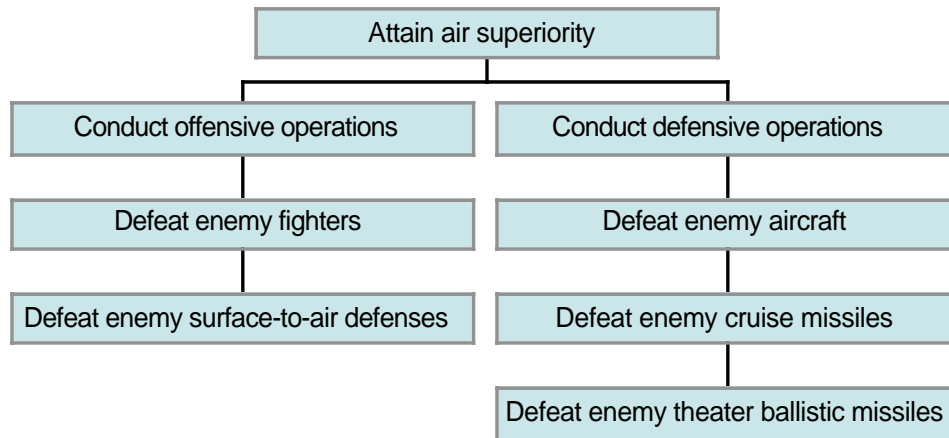 Attain air superiority
Conduct offensive operations
Defeat enemy fighters
Defeat enemy surface-to-air defenses
Conduct defensive operations
Defeat enemy aircraft
Defeat enemy cruise missiles
Defeat enemy theater ballistic missiles